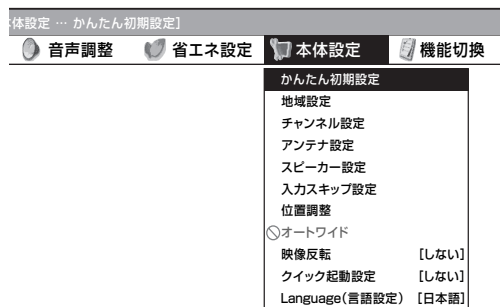 本体設定 … かんたん初期設定]
音声調整 省エネ設定 本体設定 機能切換
かんたん初期設定
地域設定
チャンネル設定
アンテナ設定
スピーカー設定
入力スキップ設定
位置調整
オートワイド
映像反転 [しない]
クイック起動設定 [しない]
Language(言語設定) [日本語]